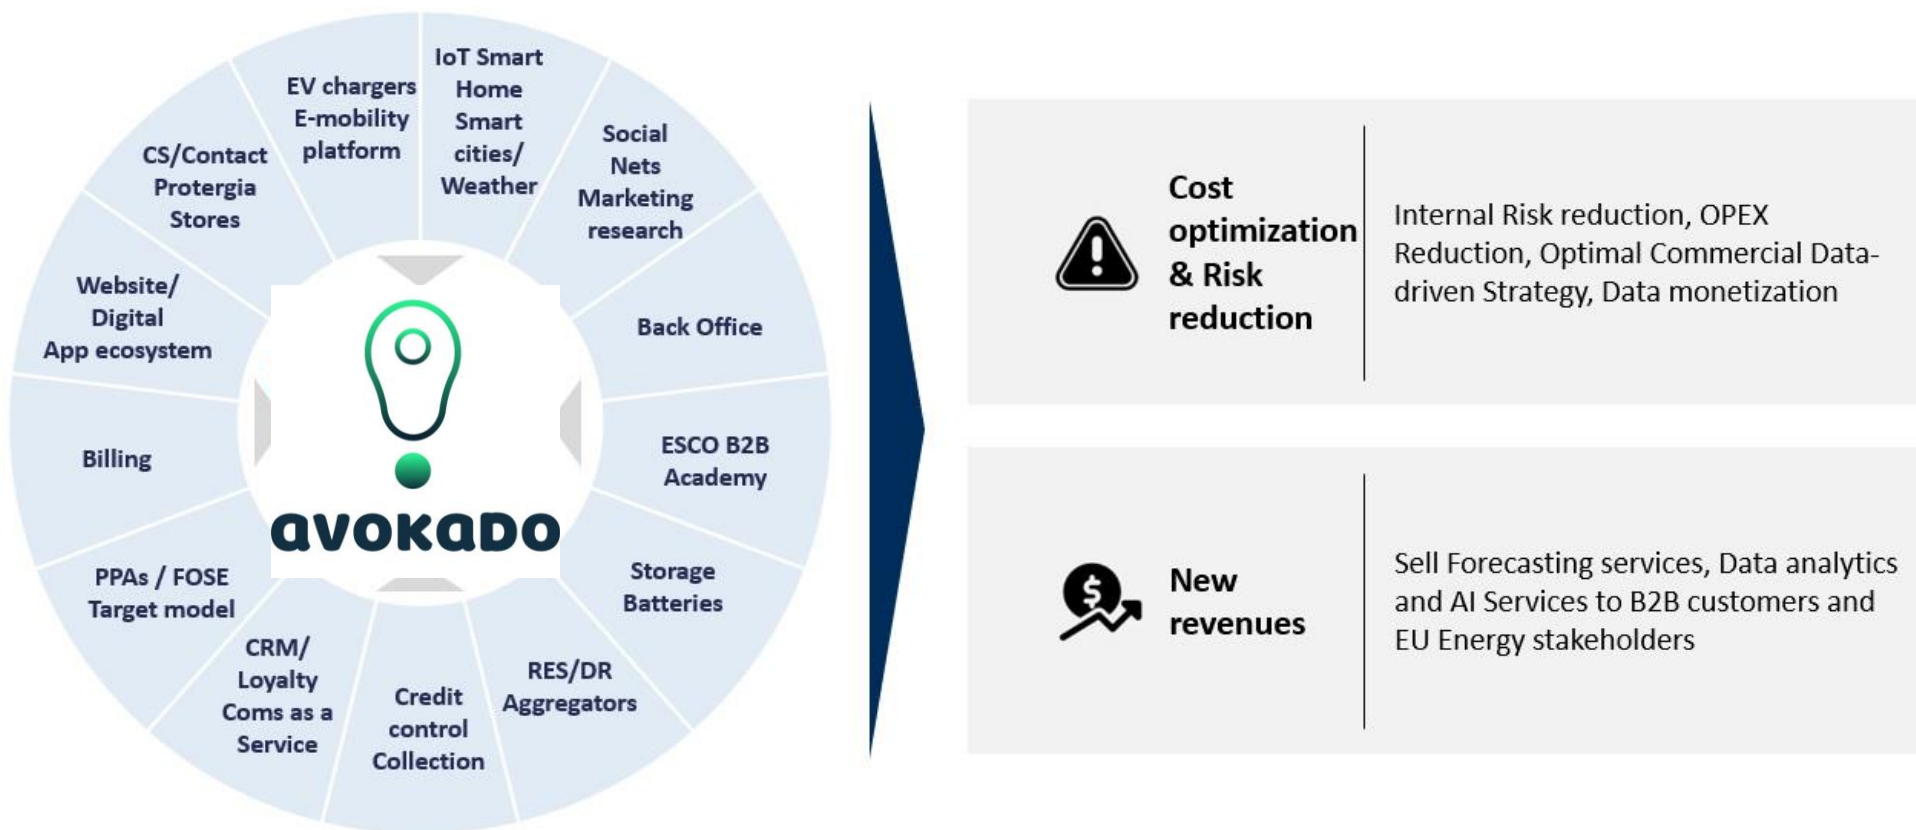 IoT Smart
Home
Smart
cities/
Weather
Social
Nets
Marketing
research
Back Office
ESCO B2B
Academy
Storage
Batteries
RES/DR
Aggregators
Credit
control
Collection
CRM/
Loyalty
Coms as a
Service
PPAs / FOSE
Target model
Billing
Website/
Digital
App ecosystem
CS/Contact
Protergia
Stores
EV chargers
E-mobility
platform
avokaDo
Cost
optimization
& Risk
reduction
Internal Risk reduction, OPEX
Reduction, Optimal Commercial Data-
driven Strategy, Data monetization
New
revenues
Sell Forecasting services, Data analytics
and AI Services to B2B customers and
EU Energy stakeholders